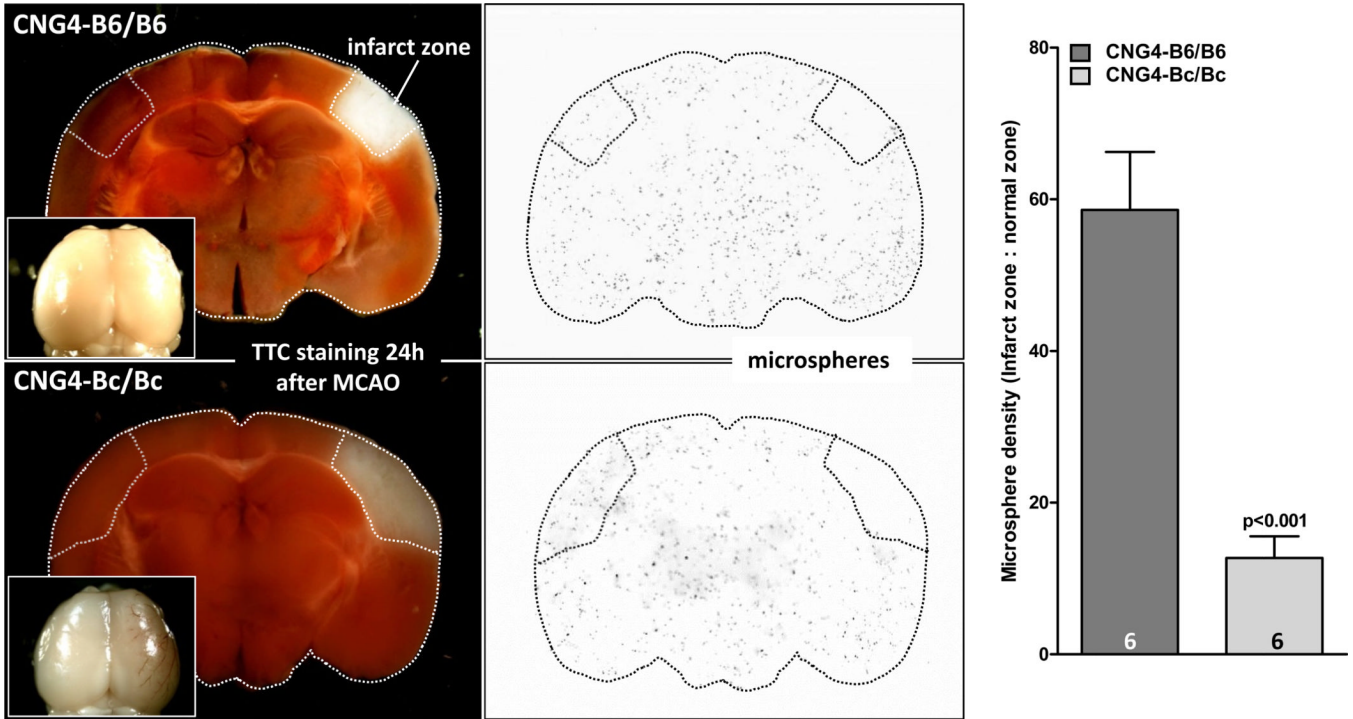 CNG4-B6/B6
infarct zone
TTC staining 24h
after MCAO
CNG4-Bc/Bc
microspheres
Microsphere density (Infarct zone : normal zone)
80
60
40
20
0
CNG4-B6/B6
CNG4-Bc/Bc
p<0.001
6
6